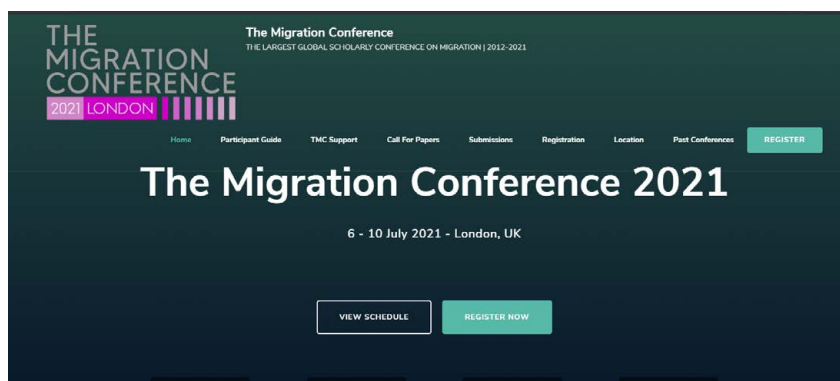 THE
MIGRATION
CONFERENCE
2021 LONDON
The Migration Conference
THE LARGEST GLOBAL SCHOLARLY CONFERENCE ON MIGRATION | 2012-2021
Home Participant Guide TMC Support Call For Papers Submissions Registration Location Past Conferences REGISTER
The Migration Conference 2021
6 - 10 July 2021 - London, UK
VIEW SCHEDULE REGISTER NOW